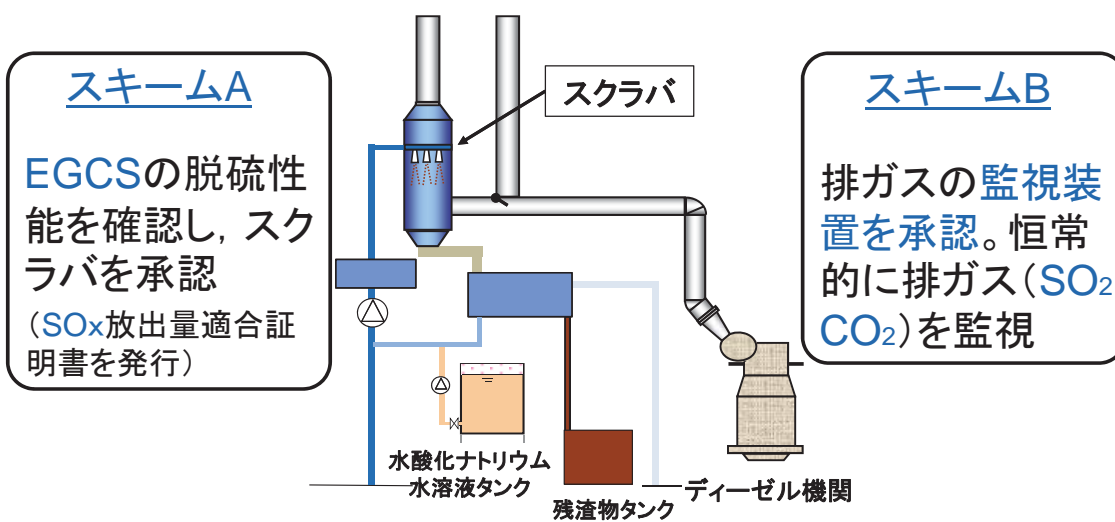 スキームA
EGCSの脱硫性
能を確認し，スク
ラバを承認
（SOx放出量適合証
明書を発行）
スクラバ
スキームB
排ガスの監視装
置を承認。恒常
的に排ガス（SO2
CO2）を監視
水酸化ナトリウム
水溶液タンク
残渣物タンク
ディーゼル機関